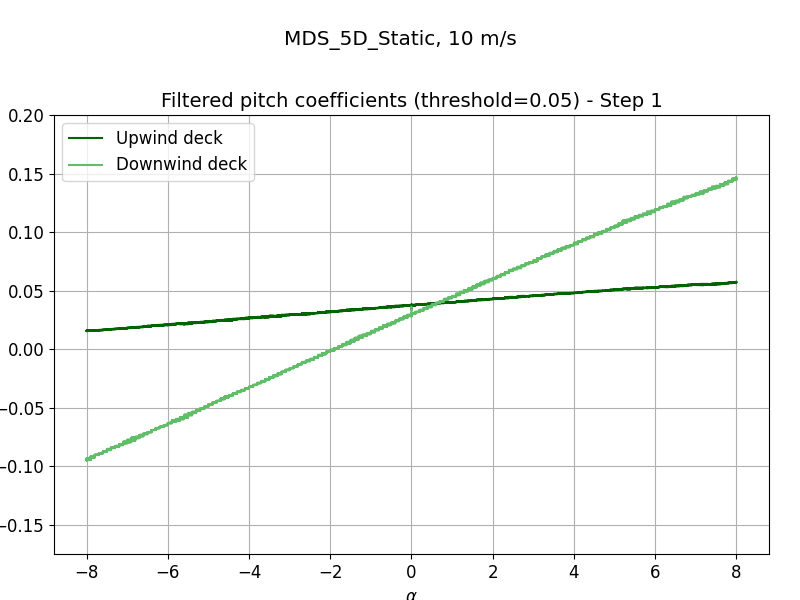 MDS_5D_Static, 10 m/s
Filtered pitch coefficients (threshold=0.05) - Step 1
Upwind deck
Downwind deck
0.20
0.15
0.10
0.05
0.00
−0.05
−0.10
−0.15
−8 −6 −4 −2 0 2 4 6 8
α